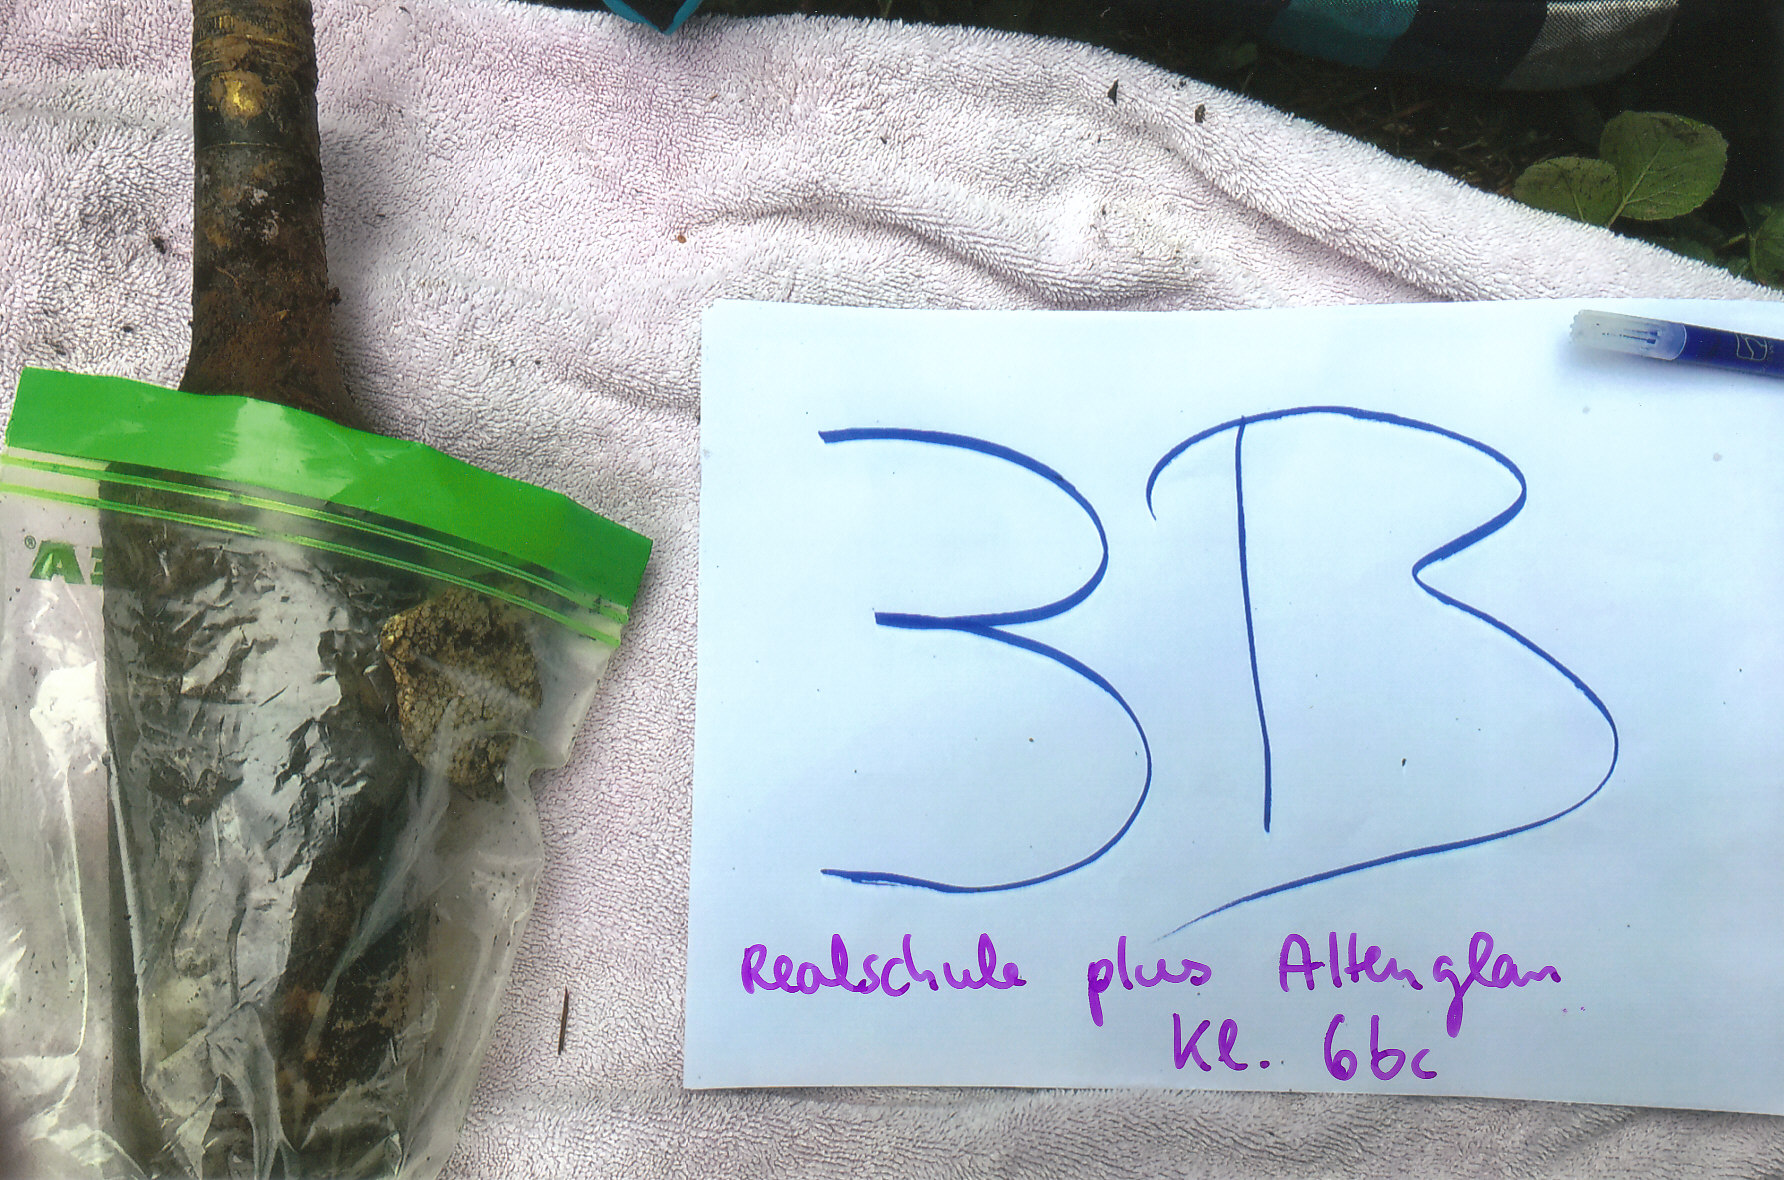 3B
Realschule plus Altenglan
Kl. 6bc